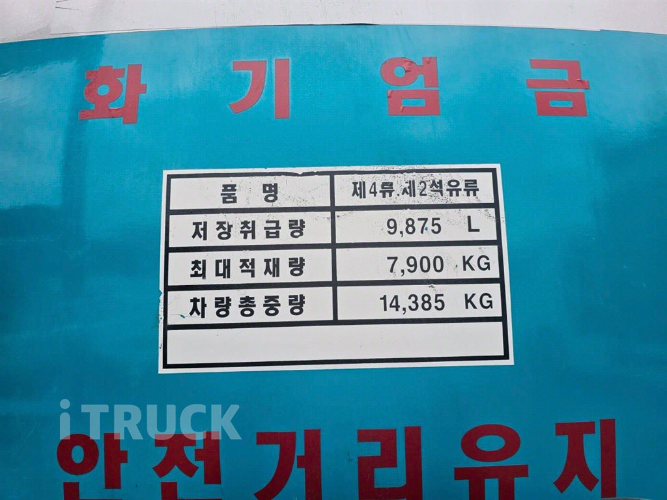 화기엄금
품명 제4류.제2석유류
저장취급량 9,875 L
최대적재량 7,900 KG
차량총중량 14,385 KG
iTRUCK
안전거리유지